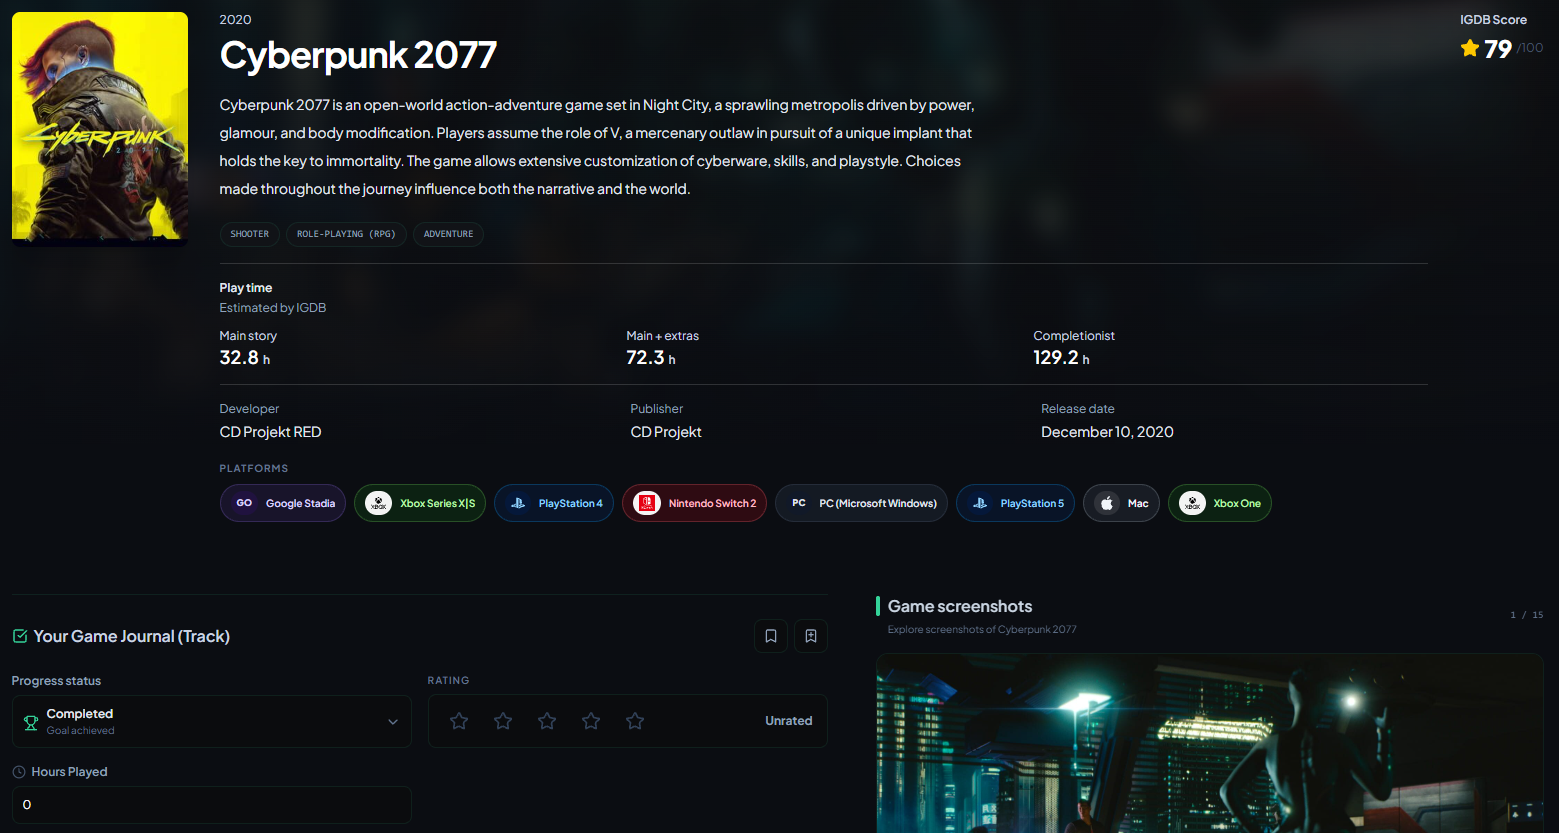 2020
IGDB Score
Cyberpunk 2077
79 /100
Cyberpunk 2077 is an open-world action-adventure game set in Night City, a sprawling metropolis driven by power,
glamour, and body modification. Players assume the role of V, a mercenary outlaw in pursuit of a unique implant that
holds the key to immortality. The game allows extensive customization of cyberware, skills, and playstyle. Choices
made throughout the journey influence both the narrative and the world.
CYBERPUNK
2077
SHOOTER ROLE-PLAYING (RPG) ADVENTURE
Play time
Estimated by IGDB
Main story Main + extras Completionist
32.8 h 72.3 h 129.2 h
Developer Publisher Release date
CD Projekt RED CD Projekt December 10, 2020
PLATFORMS
GO Google Stadia XBOX Xbox Series X|S PlayStation 4 Nintendo Switch 2 PC PC (Microsoft Windows) PlayStation 5 Mac XBOX Xbox One
Your Game Journal (Track)
Progress status
RATING
Completed
Goal achieved
Unrated
Hours Played
0
Game screenshots
1 / 15
Explore screenshots of Cyberpunk 2077